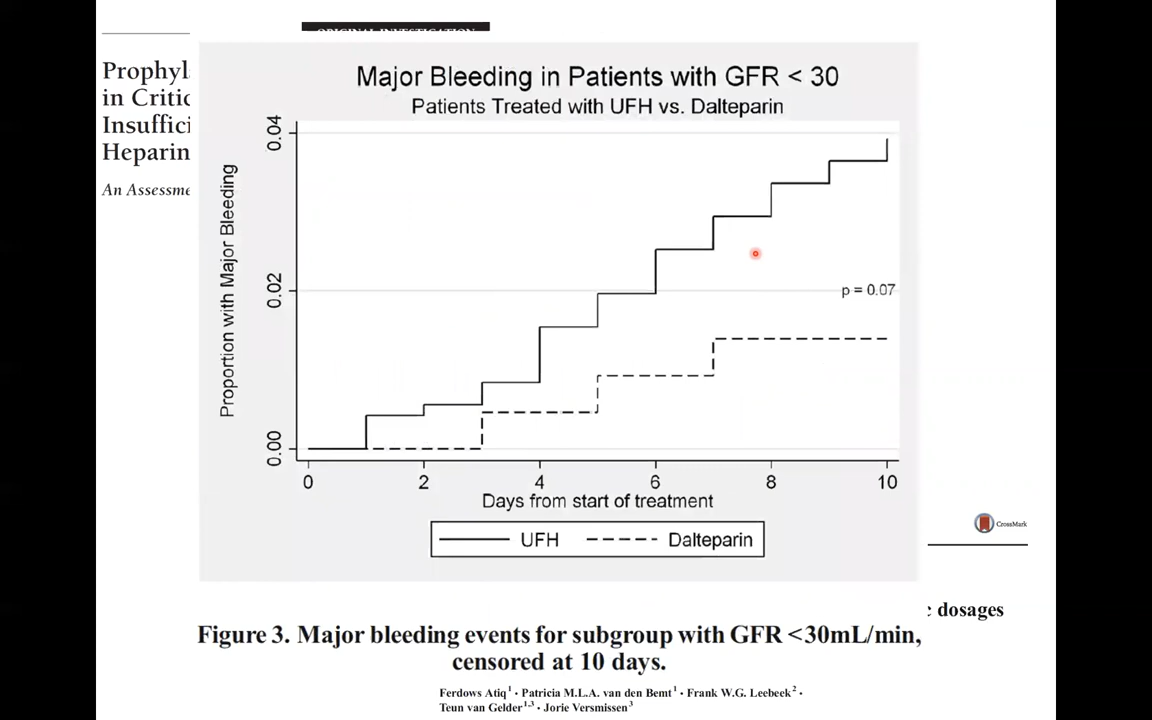 ORIGINAL INVESTIGATION
Prophyl
in Critic
Insuffici
Heparin
An Assessme
Major Bleeding in Patients with GFR < 30
Patients Treated with UFH vs. Dalteparin
Proportion with Major Bleeding
0.04
0.02
0.00
p = 0.07
0 2 4 6 8 10
Days from start of treatment
UFH Dalteparin
CrossMark
c dosages
Figure 3. Major bleeding events for subgroup with GFR <30mL/min,
censored at 10 days.
Ferdows Atiq¹ · Patricia M.L.A. van den Bemt¹ · Frank W.G. Leebeek² ·
Teun van Gelder¹,³ · Jorie Versmissen³